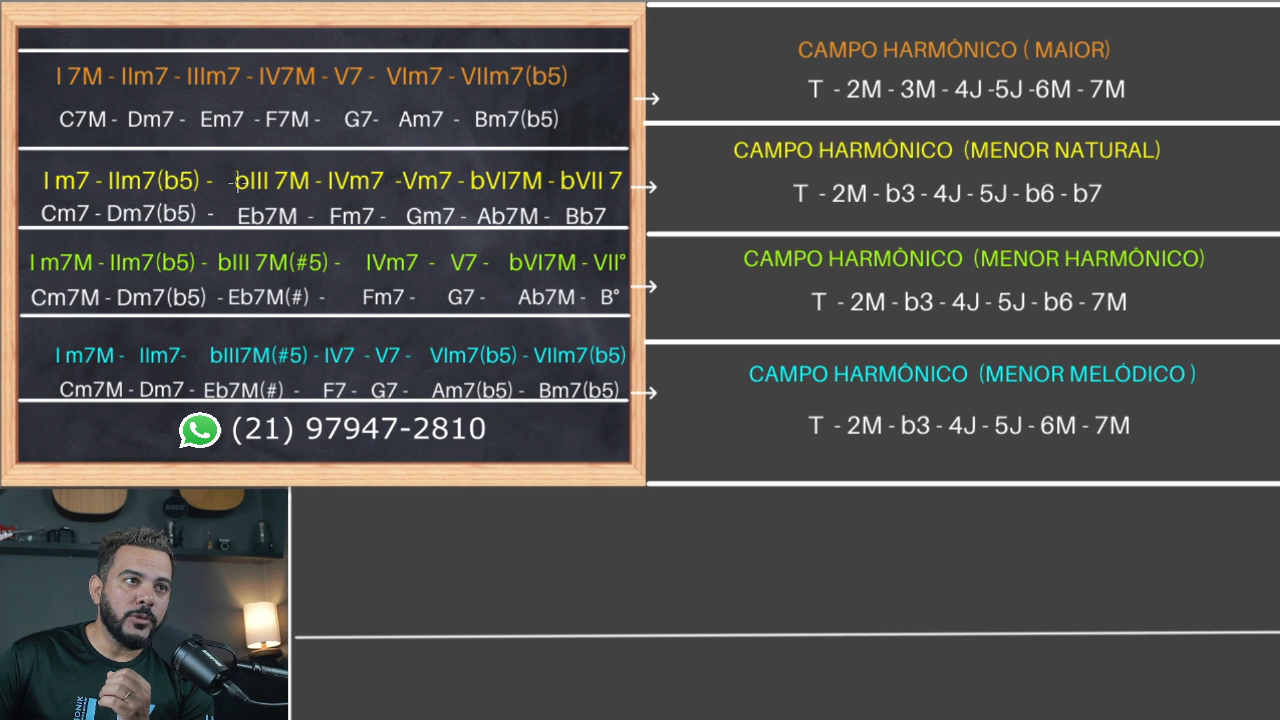 I 7M - IIm7 - IIIm7 - IV7M - V7 - VIm7 - VIIm7(b5)
C7M - Dm7 - Em7 - F7M - G7- Am7 - Bm7(b5)
I m7 - IIm7(b5) - bIII 7M - IVm7 -Vm7 - bVI7M - bVII 7
Cm7 - Dm7(b5) - Eb7M - Fm7 - Gm7 - Ab7M - Bb7
I m7M - IIm7(b5) - bIII 7M(#5) - IVm7 - V7 - bVI7M - VII°
Cm7M - Dm7(b5) - Eb7M(#) - Fm7 - G7 - Ab7M - B°
I m7M - IIm7- bIII7M(#5) - IV7 - V7 - VIm7(b5) - VIIm7(b5)
Cm7M - Dm7 - Eb7M(#) - F7 - G7 - Am7(b5) - Bm7(b5)
(21) 97947-2810
CAMPO HARMÔNICO ( MAIOR)
T - 2M - 3M - 4J -5J -6M - 7M
CAMPO HARMÔNICO (MENOR NATURAL)
T - 2M - b3 - 4J - 5J - b6 - b7
CAMPO HARMÔNICO (MENOR HARMÔNICO)
T - 2M - b3 - 4J - 5J - b6 - 7M
CAMPO HARMÔNICO (MENOR MELÓDICO )
T - 2M - b3 - 4J - 5J - 6M - 7M